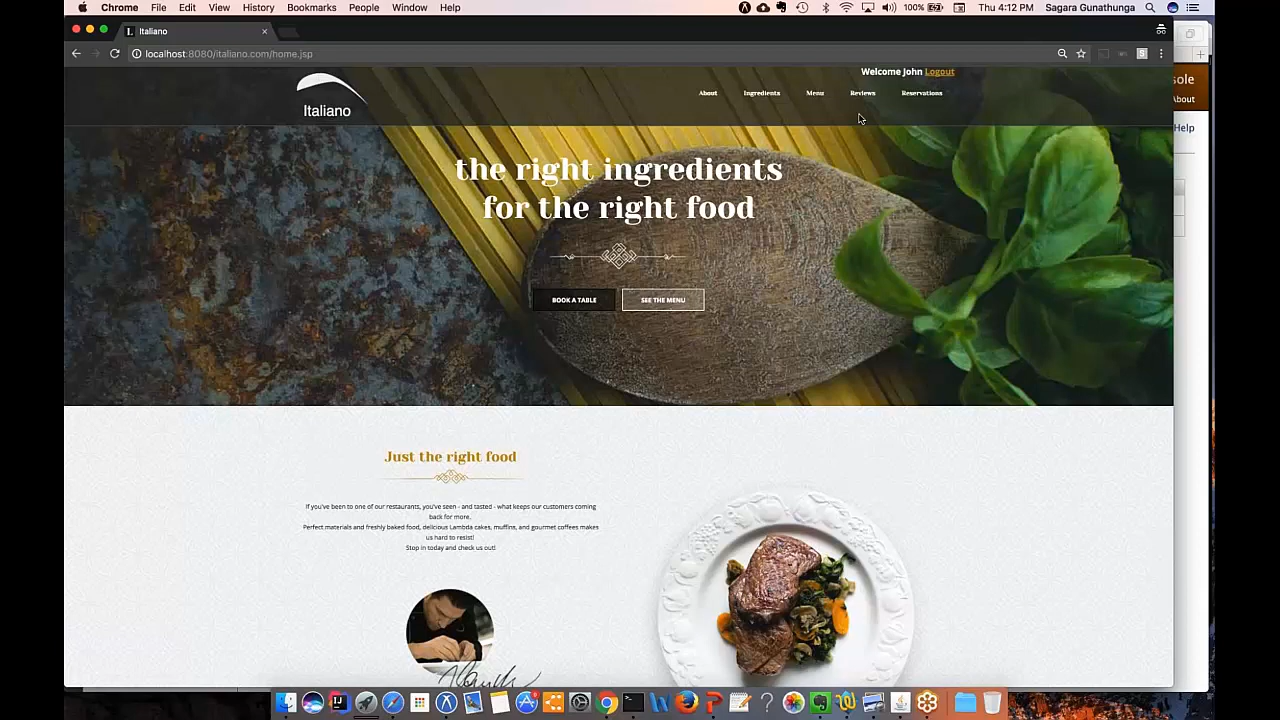 Chrome File Edit View History Bookmarks People Window Help
100% Thu 4:12 PM Sagara Gunathunga
Italiano
localhost:8080/italiano.com/home.jsp
sole
About
Help
Welcome John Logout
Italiano
About Ingredients Menu Reviews Reservations
the right ingredients
for the right food
BOOK A TABLE SEE THE MENU
Just the right food
If you've been to one of our restaurants, you've seen - and tasted - what keeps our customers coming
back for more.
Perfect materials and freshly baked food, delicious Lambda cakes, muffins, and gourmet coffees makes
us hard to resist!
Stop in today and check us out!